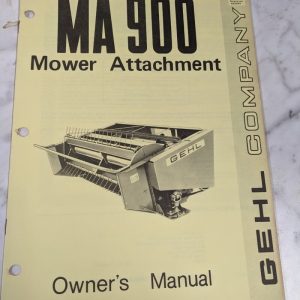 MA 900
Mower Attachment
GEHL
Owner's Manual
GEHL COMPANY